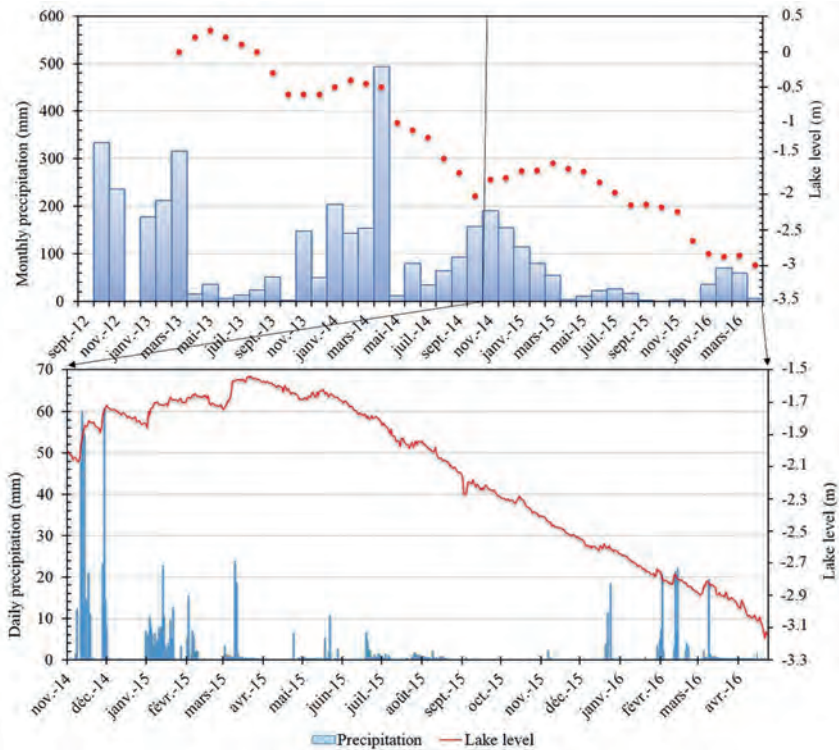 Monthly precipitation (mm)
600
500
400
300
200
100
0
0.5
0
-0.5
-1
-1.5
-2
-2.5
-3
-3.5
Lake level (m)
sept.-12
nov.-12
janv.-13
mars-13
mai-13
juil.-13
sept.-13
nov.-13
janv.-14
mars-14
mai-14
juil.-14
sept.-14
nov.-14
janv.-15
mars-15
mai-15
juil.-15
sept.-15
nov.-15
janv.-16
mars-16
Daily precipitation (mm)
70
60
50
40
30
20
10
0
-1.5
-1.7
-1.9
-2.1
-2.3
-2.5
-2.7
-2.9
-3.1
-3.3
Lake level (m)
nov.-14
déc.-14
janv.-15
févr.-15
mars-15
avr.-15
mai-15
juin-15
juil.-15
août-15
sept.-15
oct.-15
nov.-15
déc.-15
janv.-16
févr.-16
mars-16
avr.-16
Precipitation
Lake level